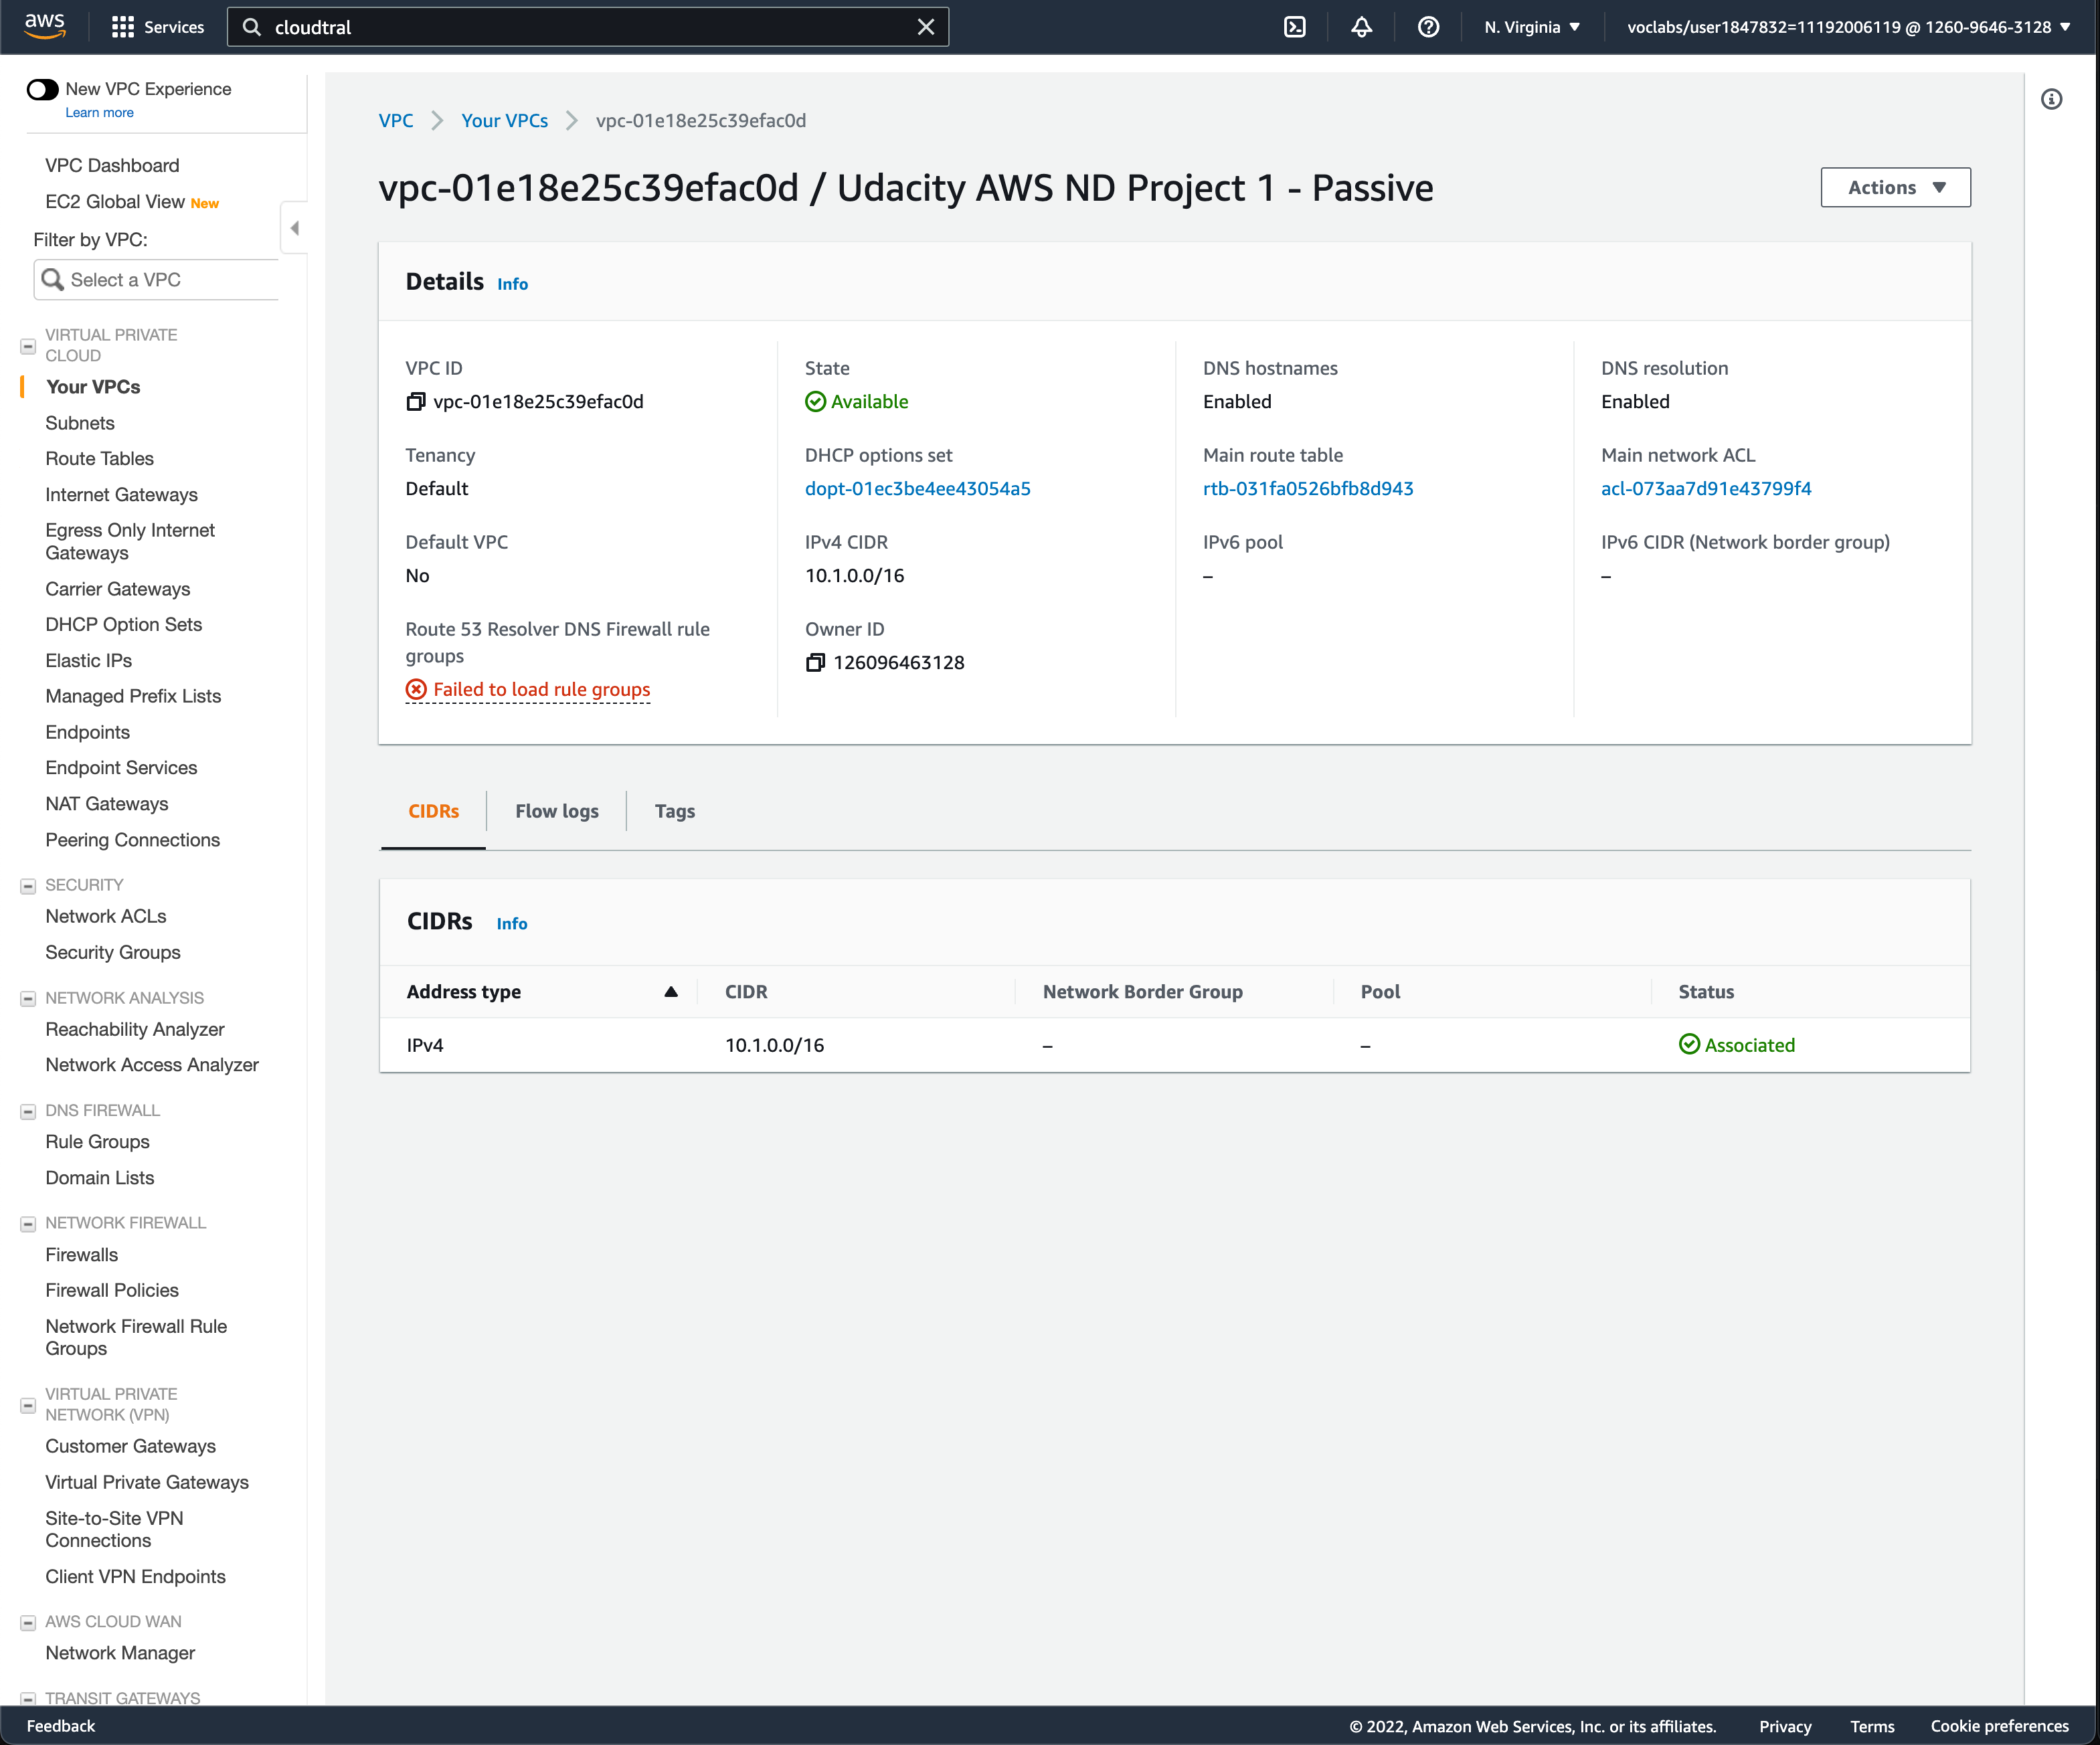 aws
Services
cloudtral
N. Virginia
voclabs/user1847832=11192006119 @ 1260-9646-3128
New VPC Experience
Learn more
VPC Dashboard
EC2 Global View New
Filter by VPC:
Select a VPC
VIRTUAL PRIVATE
CLOUD
Your VPCs
Subnets
Route Tables
Internet Gateways
Egress Only Internet
Gateways
Carrier Gateways
DHCP Option Sets
Elastic IPs
Managed Prefix Lists
Endpoints
Endpoint Services
NAT Gateways
Peering Connections
SECURITY
Network ACLs
Security Groups
NETWORK ANALYSIS
Reachability Analyzer
Network Access Analyzer
DNS FIREWALL
Rule Groups
Domain Lists
NETWORK FIREWALL
Firewalls
Firewall Policies
Network Firewall Rule
Groups
VIRTUAL PRIVATE
NETWORK (VPN)
Customer Gateways
Virtual Private Gateways
Site-to-Site VPN
Connections
Client VPN Endpoints
AWS CLOUD WAN
Network Manager
TRANSIT GATEWAYS
VPC
Your VPCs
vpc-01e18e25c39efac0d
vpc-01e18e25c39efac0d / Udacity AWS ND Project 1 - Passive
Actions
Details Info
VPC ID
vpc-01e18e25c39efac0d
State
Available
DNS hostnames
Enabled
DNS resolution
Enabled
Tenancy
Default
DHCP options set
dopt-01ec3be4ee43054a5
Main route table
rtb-031fa0526bfb8d943
Main network ACL
acl-073aa7d91e43799f4
Default VPC
No
IPv4 CIDR
10.1.0.0/16
IPv6 pool
–
IPv6 CIDR (Network border group)
–
Route 53 Resolver DNS Firewall rule
groups
Failed to load rule groups
Owner ID
126096463128
CIDRs
Flow logs
Tags
CIDRs Info
Address type CIDR Network Border Group Pool Status
IPv4 10.1.0.0/16 – – Associated
Feedback
© 2022, Amazon Web Services, Inc. or its affiliates.
Privacy
Terms
Cookie preferences